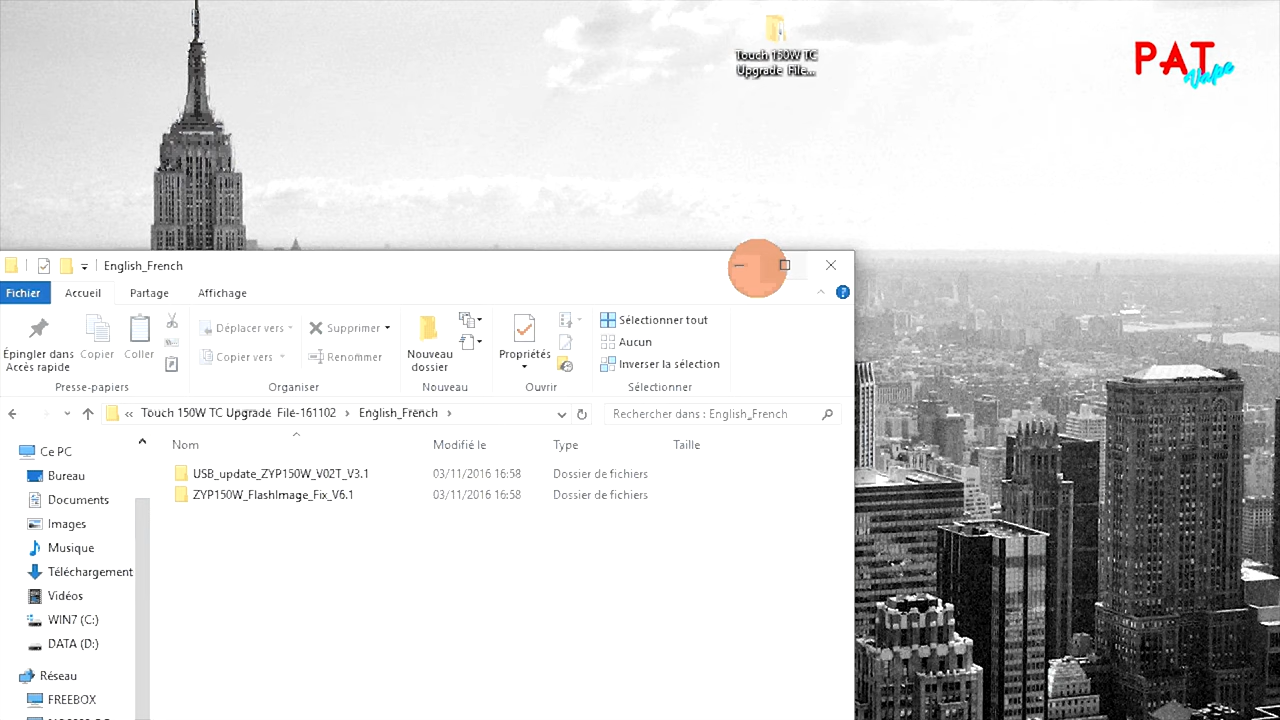 Touch 150W TC
Upgrade File...
PAT
Vape
English_French
Fichier
Accueil
Partage
Affichage
Épingler dans
Accès rapide
Copier
Coller
Presse-papiers
Déplacer vers
Copier vers
Supprimer
Renommer
Organiser
Nouveau
dossier
Nouveau
Propriétés
Ouvrir
Sélectionner tout
Aucun
Inverser la sélection
Sélectionner
« Touch 150W TC Upgrade File-161102 > English_French >
Rechercher dans : English_French
Nom Modifié le Type Taille
USB_update_ZYP150W_V02T_V3.1 03/11/2016 16:58 Dossier de fichiers
ZYP150W_FlashImage_Fix_V6.1 03/11/2016 16:58 Dossier de fichiers
Ce PC
Bureau
Documents
Images
Musique
Téléchargement
Vidéos
WIN7 (C:)
DATA (D:)
Réseau
FREEBOX